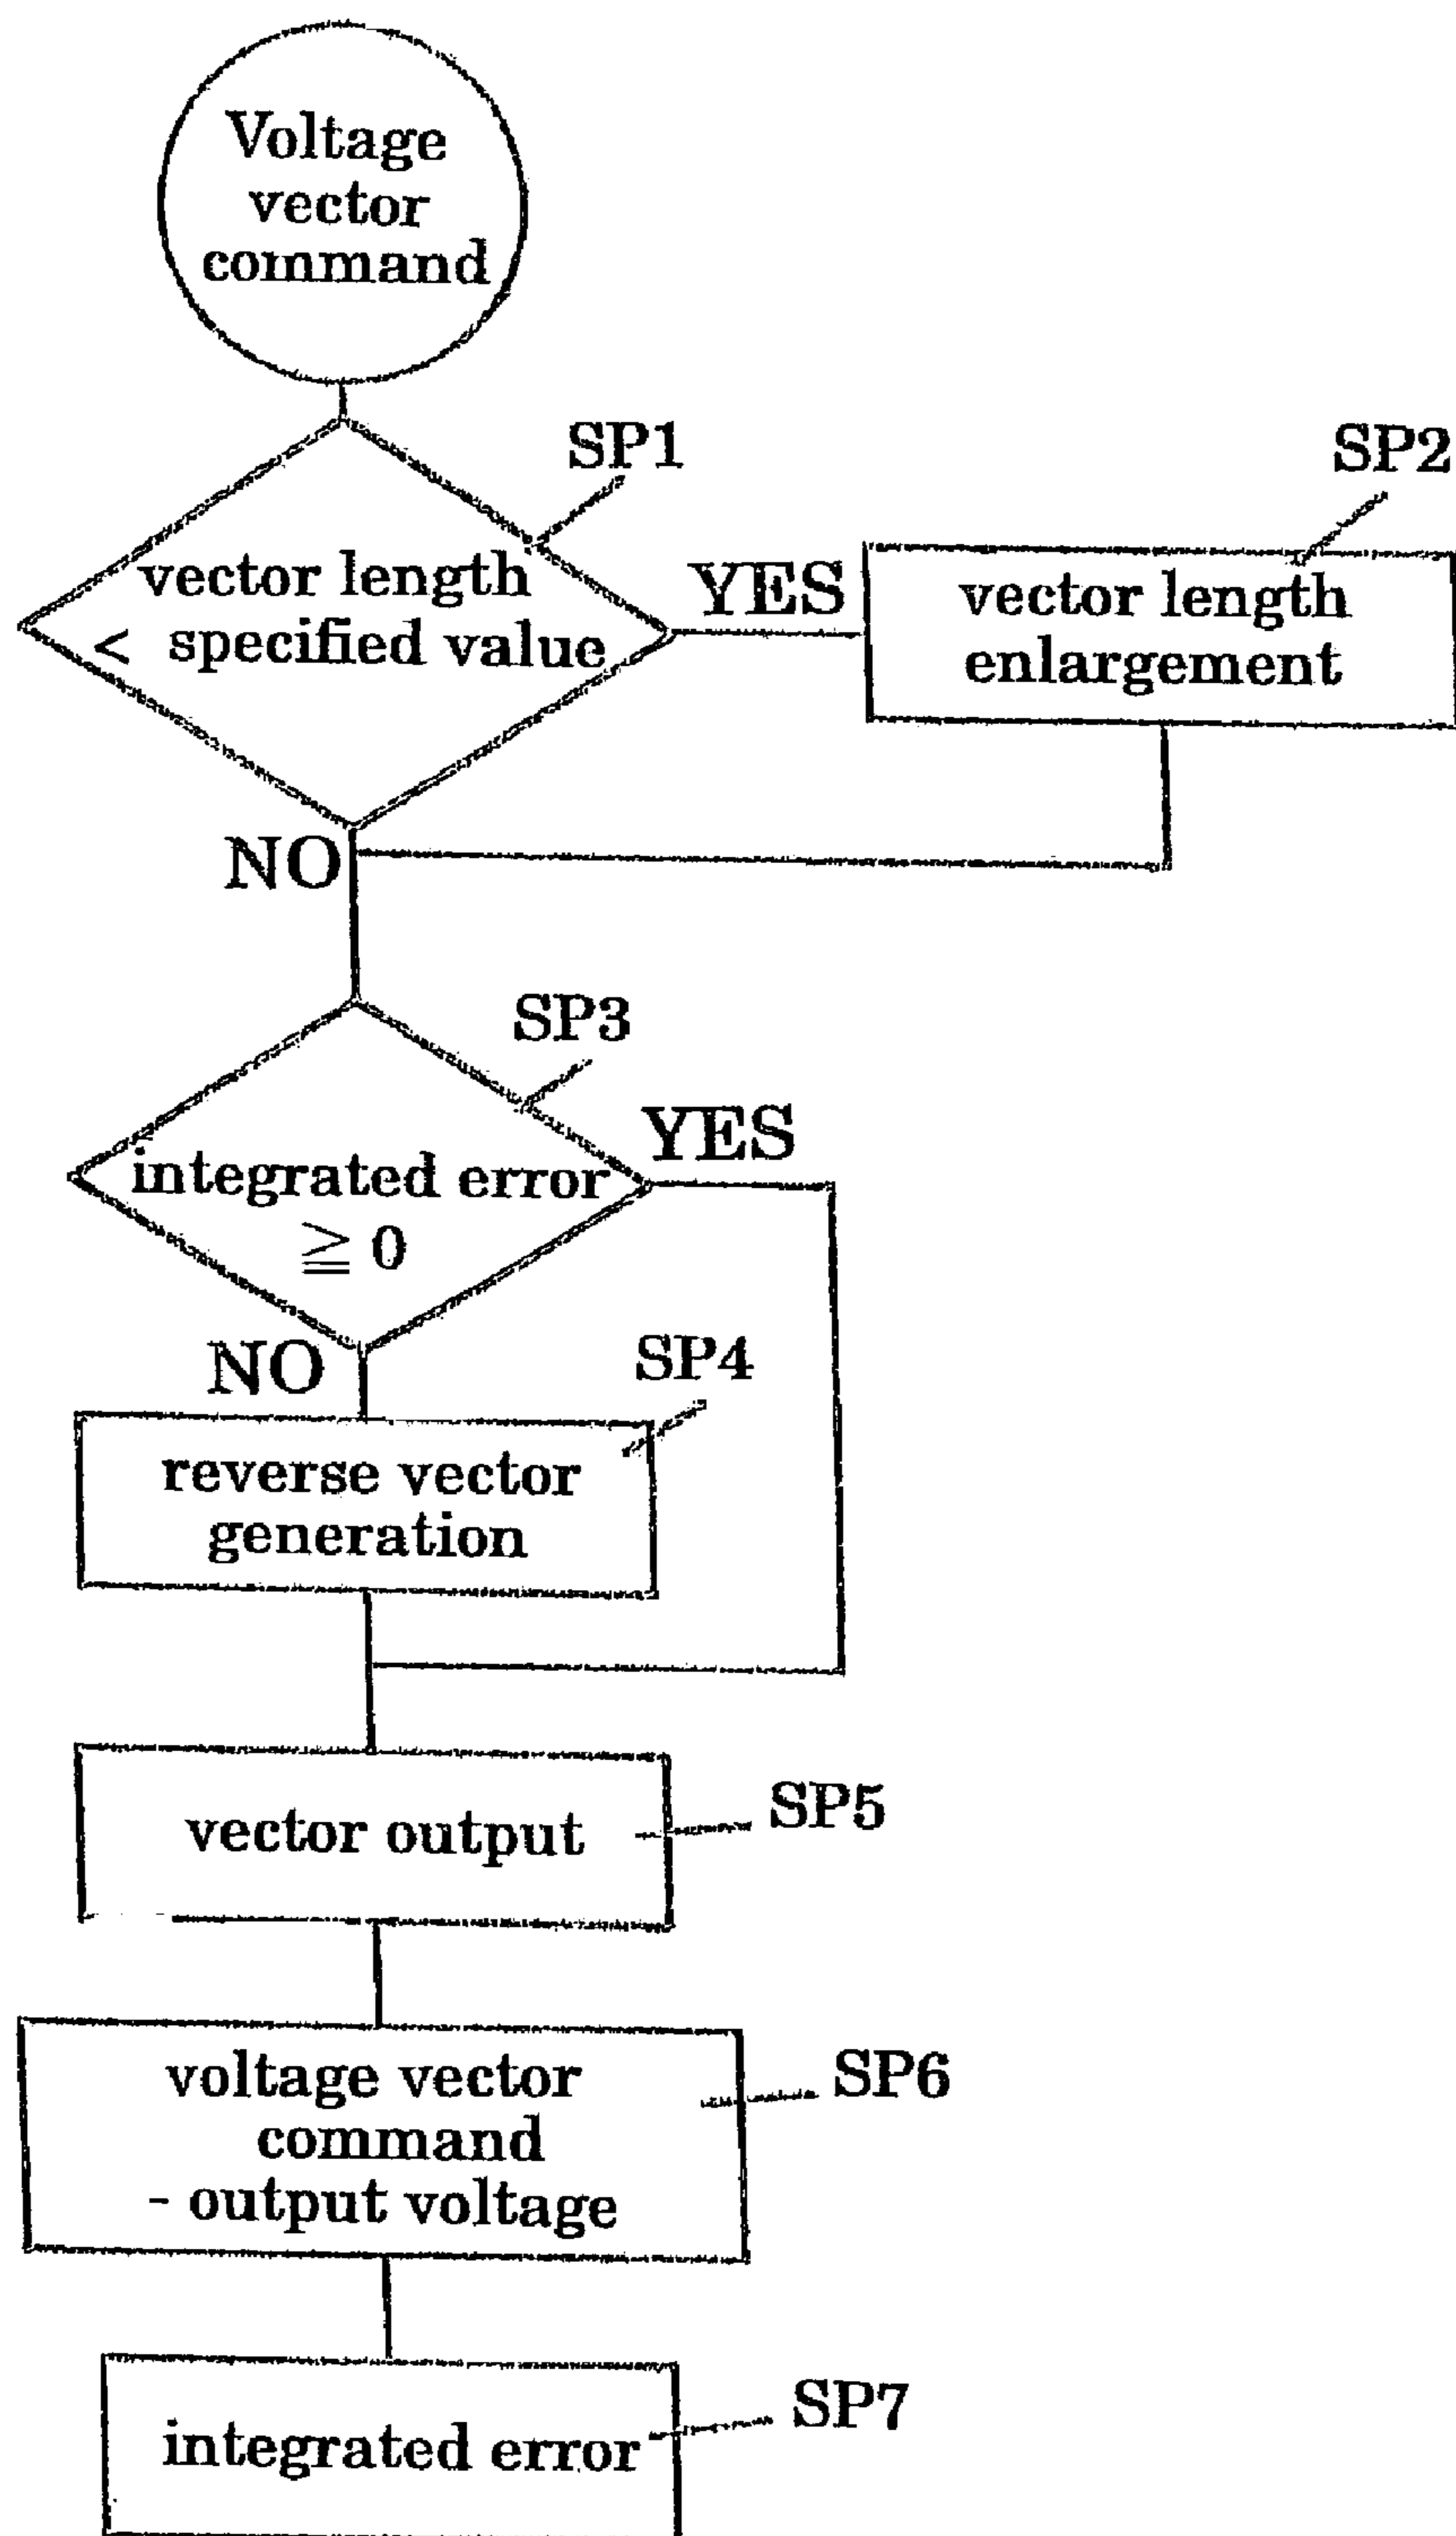 Voltage
vector
command
SP1
SP2
vector length
< specified value
YES
vector length
enlargement
NO
SP3
integrated error
≧ 0
YES
NO
SP4
reverse vector
generation
vector output
SP5
voltage vector
command
- output voltage
SP6
integrated error
SP7